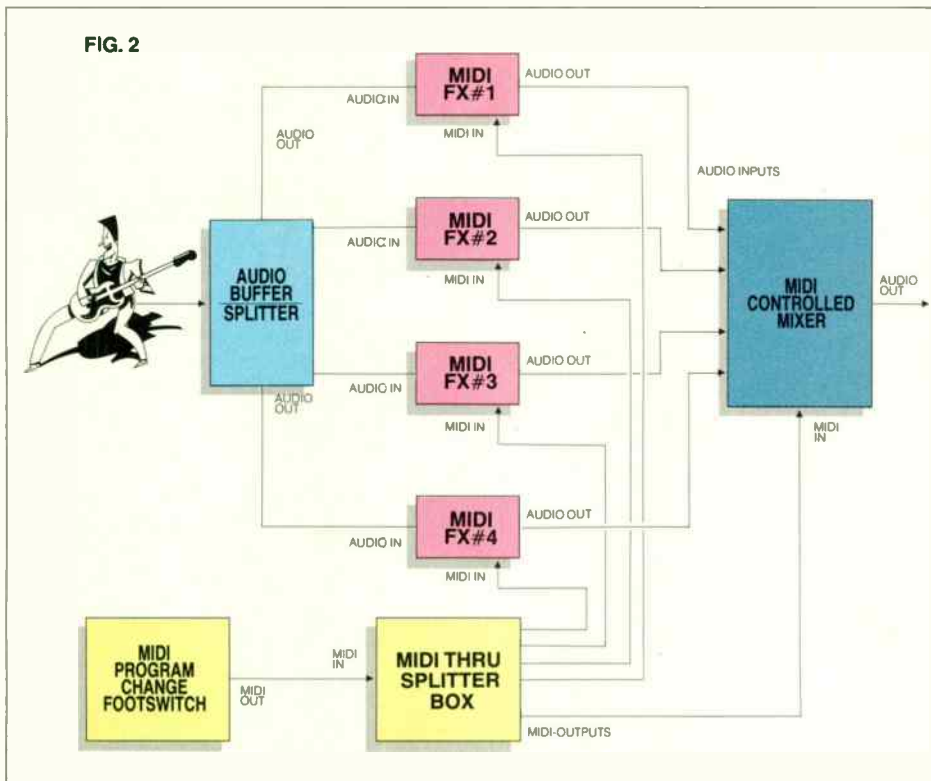 FIG. 2
MIDI
FX#1
AUDIO OUT
AUDIO IN
MIDI IN
AUDIO
OUT
AUDIO INPUTS
MIDI
FX#2
AUDIO OUT
AUDIO IN
MIDI IN
AUDIO
BUFFER
SPLITTER
MIDI
CONTROLLED
MIXER
AUDIO
OUT
MIDI
FX#3
AUDIO OUT
AUDIO IN
MIDI IN
AUDIO
OUT
MIDI
IN
MIDI
FX#4
AUDIO OUT
AUDIO IN
MIDI IN
MIDI
PROGRAM
CHANGE
FOOTSWITCH
MIDI
OUT
MIDI
IN
MIDI THRU
SPLITTER
BOX
MIDI-OUTPUTS